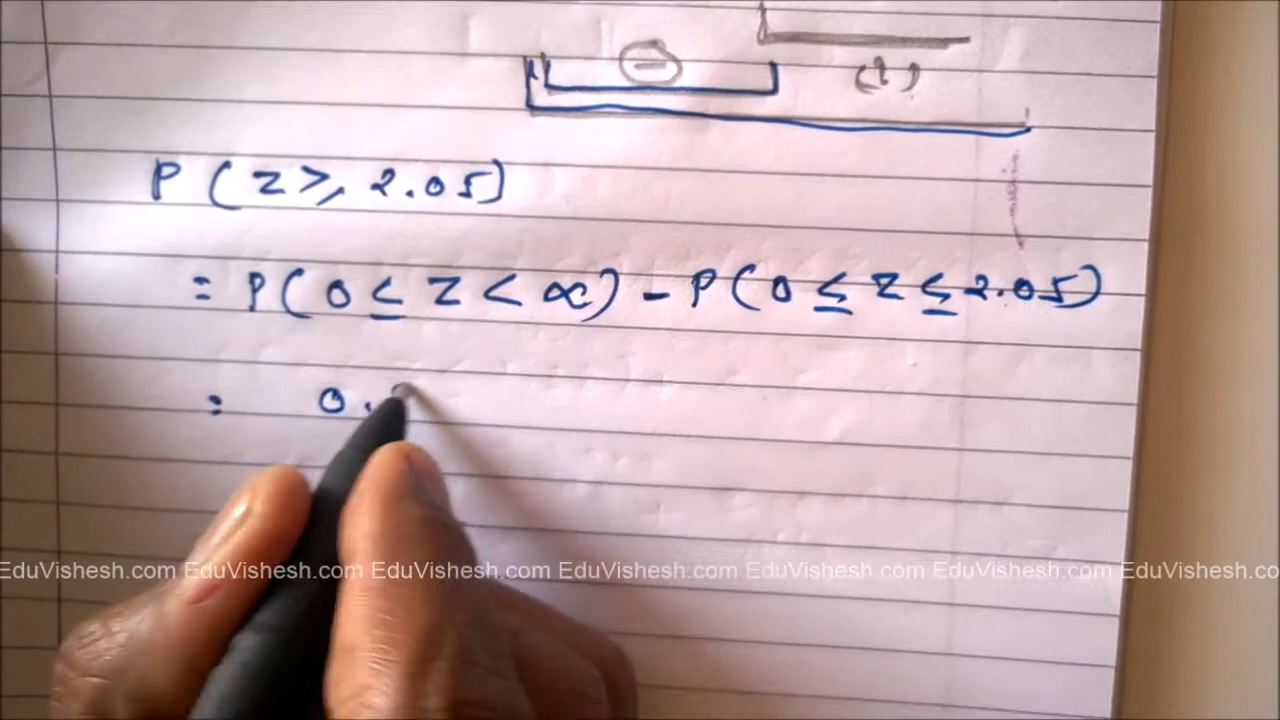 (?)
P ( Z ⩾ 2.05)
= P( 0 ≤ Z < ∞) - P( 0 ≤ Z ≤ 2.05)
= 0.
EduVishesh.com EduVishesh.com EduVishesh.com EduVishesh.com EduVishesh.com EduVishesh.com EduVishesh.co